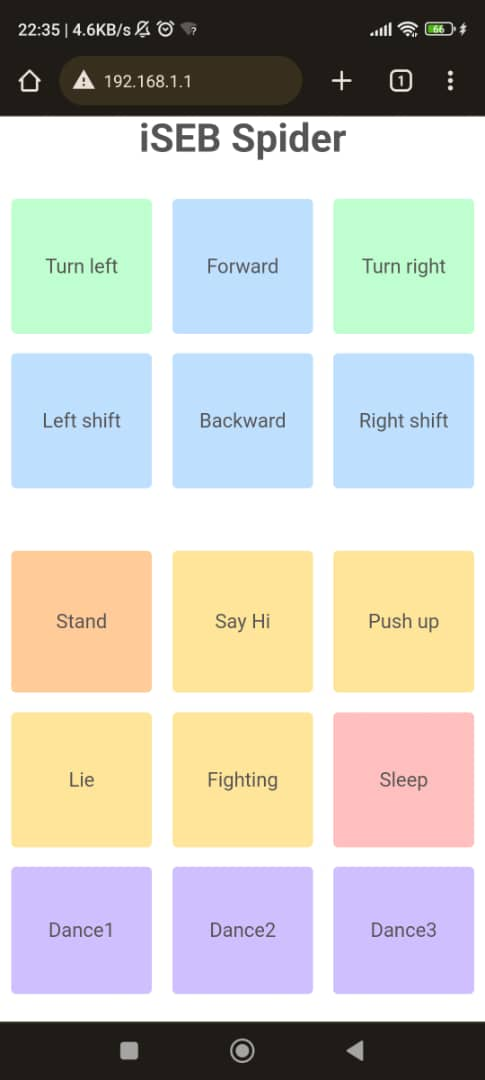 22:35 | 4.6KB/s
66
192.168.1.1
1
iSEB Spider
Turn left
Forward
Turn right
Left shift
Backward
Right shift
Stand
Say Hi
Push up
Lie
Fighting
Sleep
Dance1
Dance2
Dance3